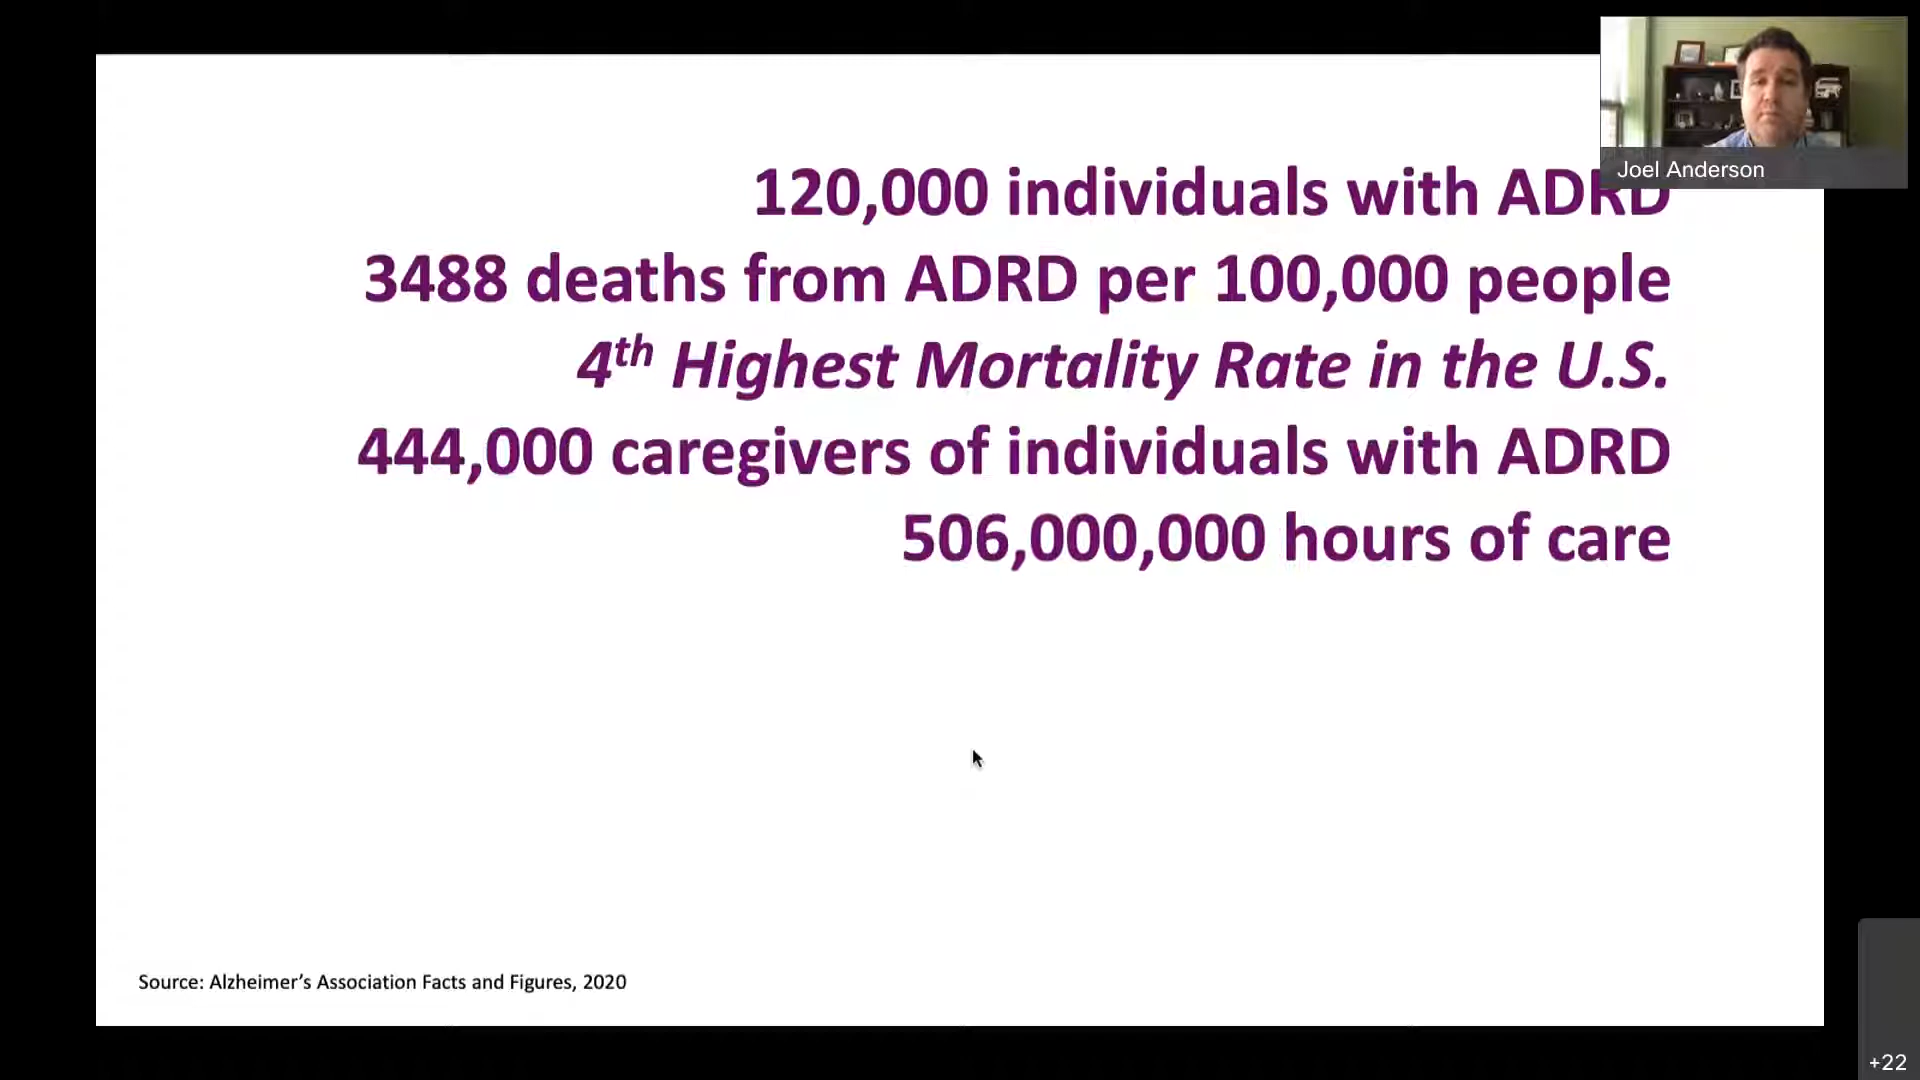 Joel Anderson
120,000 individuals with ADRD
3488 deaths from ADRD per 100,000 people
4th Highest Mortality Rate in the U.S.
444,000 caregivers of individuals with ADRD
506,000,000 hours of care
Source: Alzheimer’s Association Facts and Figures, 2020
+22